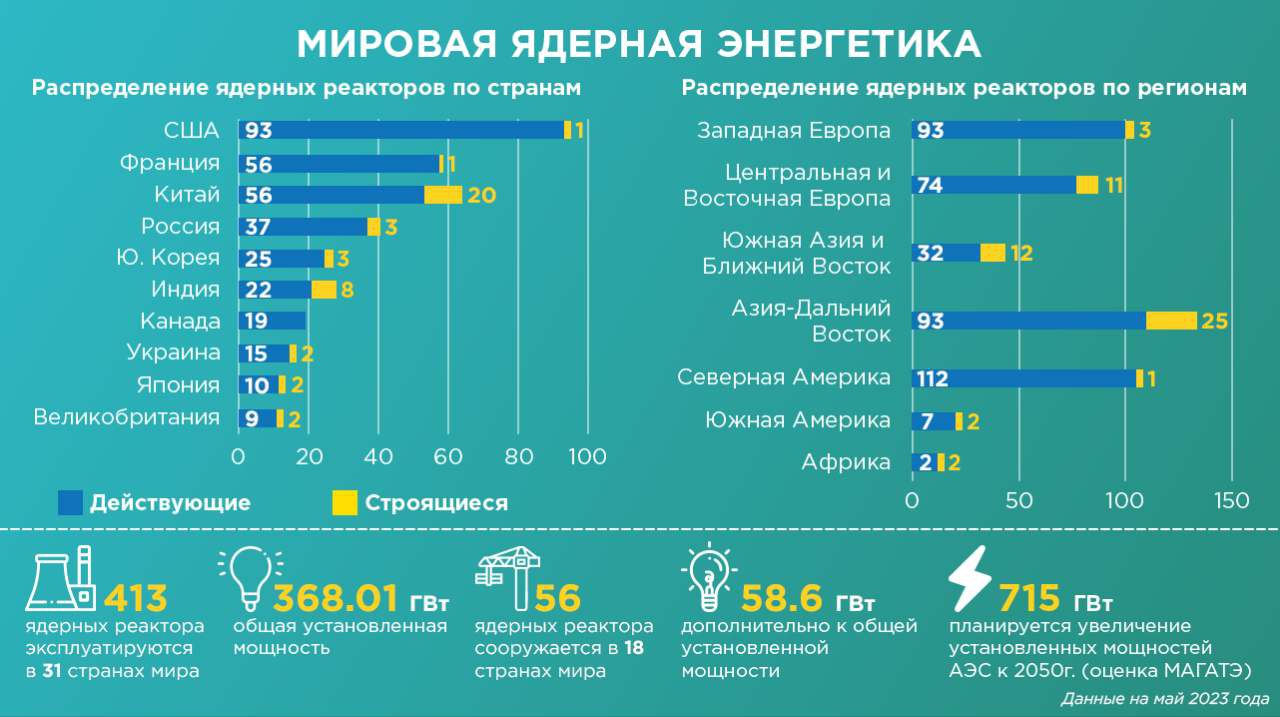 МИРОВАЯ ЯДЕРНАЯ ЭНЕРГЕТИКА
Распределение ядерных реакторов по странам
США 93 1
Франция 56 1
Китай 56 20
Россия 37 3
Ю. Корея 25 3
Индия 22 8
Канада 19
Украина 15 2
Япония 10 2
Великобритания 9 2
0 20 40 60 80 100
Действующие Строящиеся
Распределение ядерных реакторов по регионам
Западная Европа 93 3
Центральная и
Восточная Европа 74 11
Южная Азия и
Ближний Восток 32 12
Азия-Дальний
Восток 93 25
Северная Америка 112 1
Южная Америка 7 2
Африка 2 2
0 50 100 150
413
ядерных реактора
эксплуатируются
в 31 странах мира
368.01 ГВт
общая установленная
мощность
56
ядерных реактора
сооружается в 18
странах мира
58.6 ГВт
дополнительно к общей
установленной
мощности
715 ГВт
планируется увеличение
установленных мощностей
АЭС к 2050г. (оценка МАГАТЭ)
Данные на май 2023 года